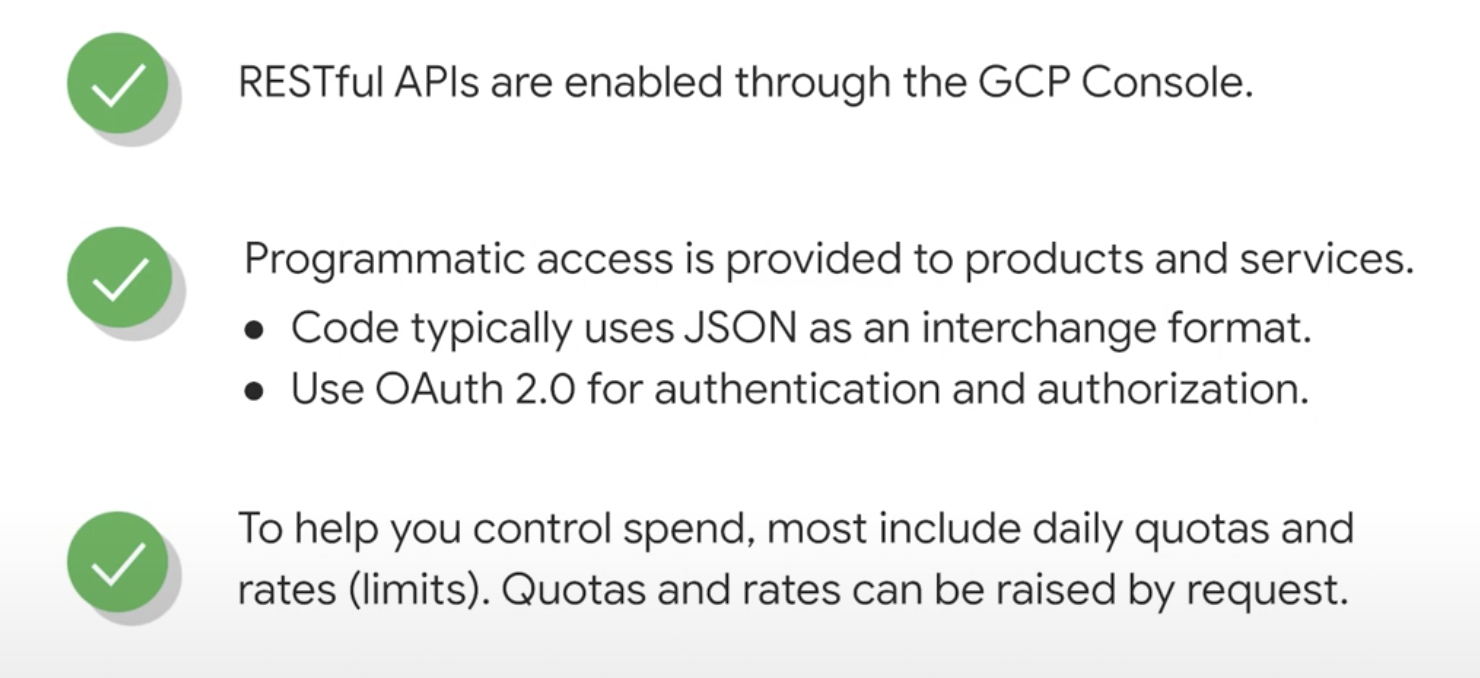 RESTful APIs are enabled through the GCP Console.
Programmatic access is provided to products and services.
● Code typically uses JSON as an interchange format.
● Use OAuth 2.0 for authentication and authorization.
To help you control spend, most include daily quotas and
rates (limits). Quotas and rates can be raised by request.